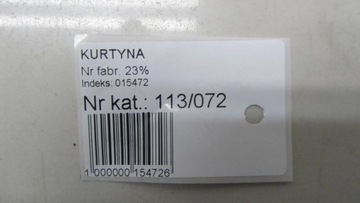 KURTYNA
Nr fabr. 23%
Indeks: 015472
Nr kat.: 113/072
1 000000 154726